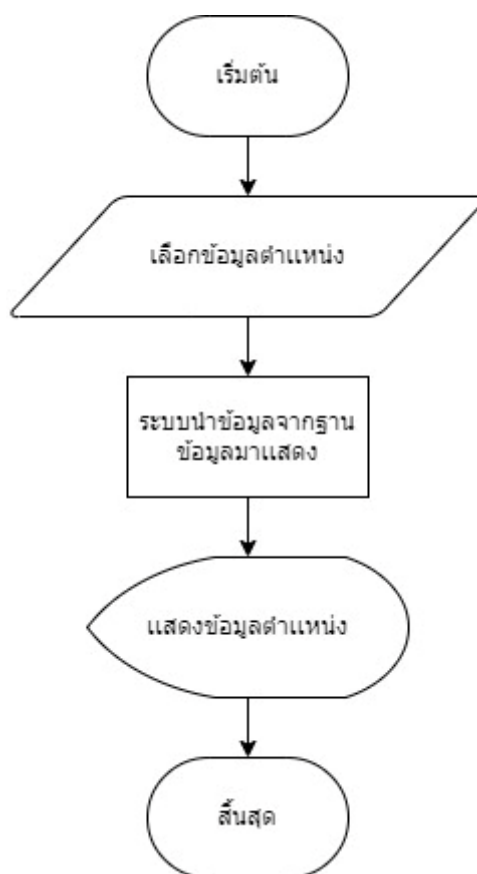 เริ่มต้น
เลือกข้อมูลตำแหน่ง
ระบบนำข้อมูลจากฐาน
ข้อมูลมาแสดง
แสดงข้อมูลตำแหน่ง
สิ้นสุด